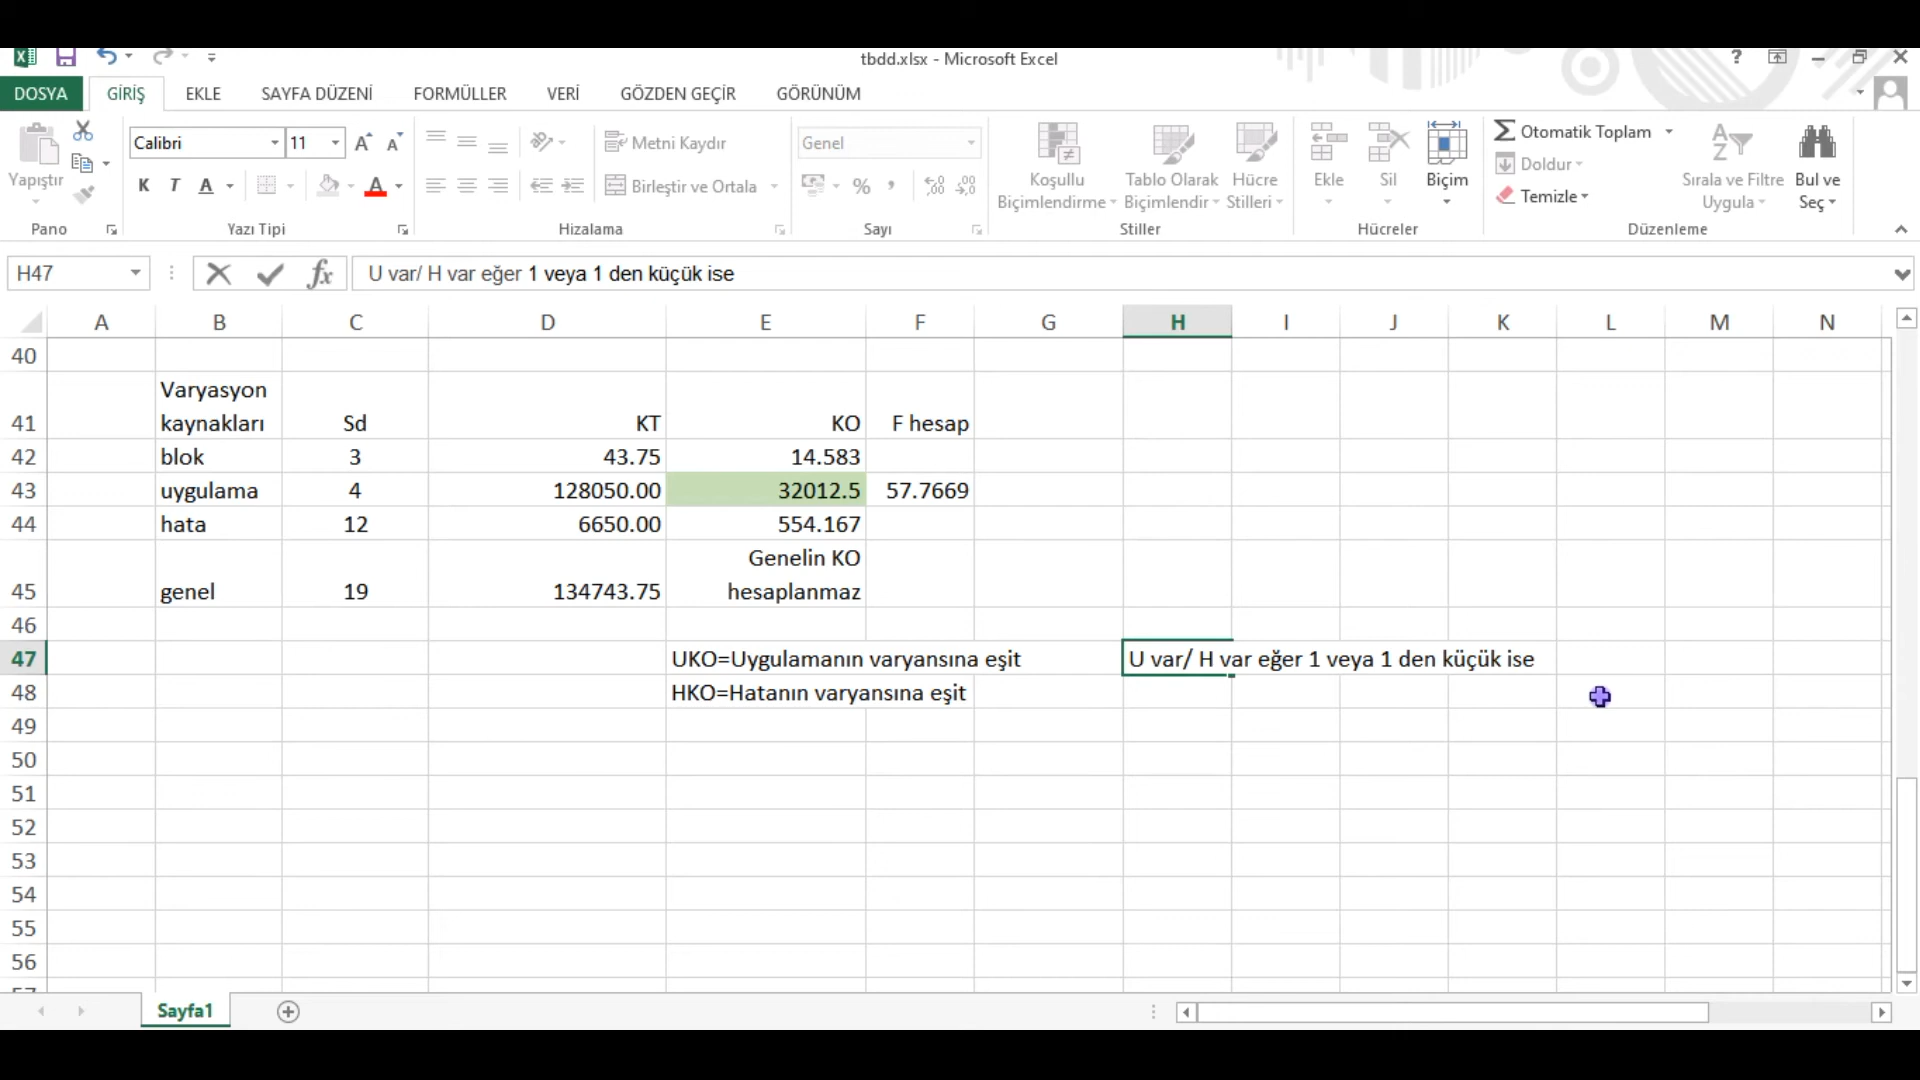 tbdd.xlsx - Microsoft Excel
?
DOSYA GİRİŞ EKLE SAYFA DÜZENİ FORMÜLLER VERİ GÖZDEN GEÇİR GÖRÜNÜM
Yapıştır
Calibri 11
K T A
Metni Kaydır
Birleştir ve Ortala
Genel
%
Koşullu Biçimlendirme
Tablo Olarak Biçimlendir
Hücre Stilleri
Ekle
Sil
Biçim
Otomatik Toplam
Doldur
Temizle
Sırala ve Filtre Uygula
Bul ve Seç
Pano Yazı Tipi Hizalama Sayı Stiller Hücreler Düzenleme
H47 fx U var/ H var eğer 1 veya 1 den küçük ise
A B C D E F G H I J K L M N
40
41 Varyasyon kaynakları Sd KT KO F hesap
42 blok 3 43.75 14.583
43 uygulama 4 128050.00 32012.5 57.7669
44 hata 12 6650.00 554.167
45 genel 19 134743.75 Genelin KO hesaplanmaz
46
47 UKO=Uygulamanın varyansına eşit U var/ H var eğer 1 veya 1 den küçük ise
48 HKO=Hatanın varyansına eşit
49
50
51
52
53
54
55
56
57
Sayfa1